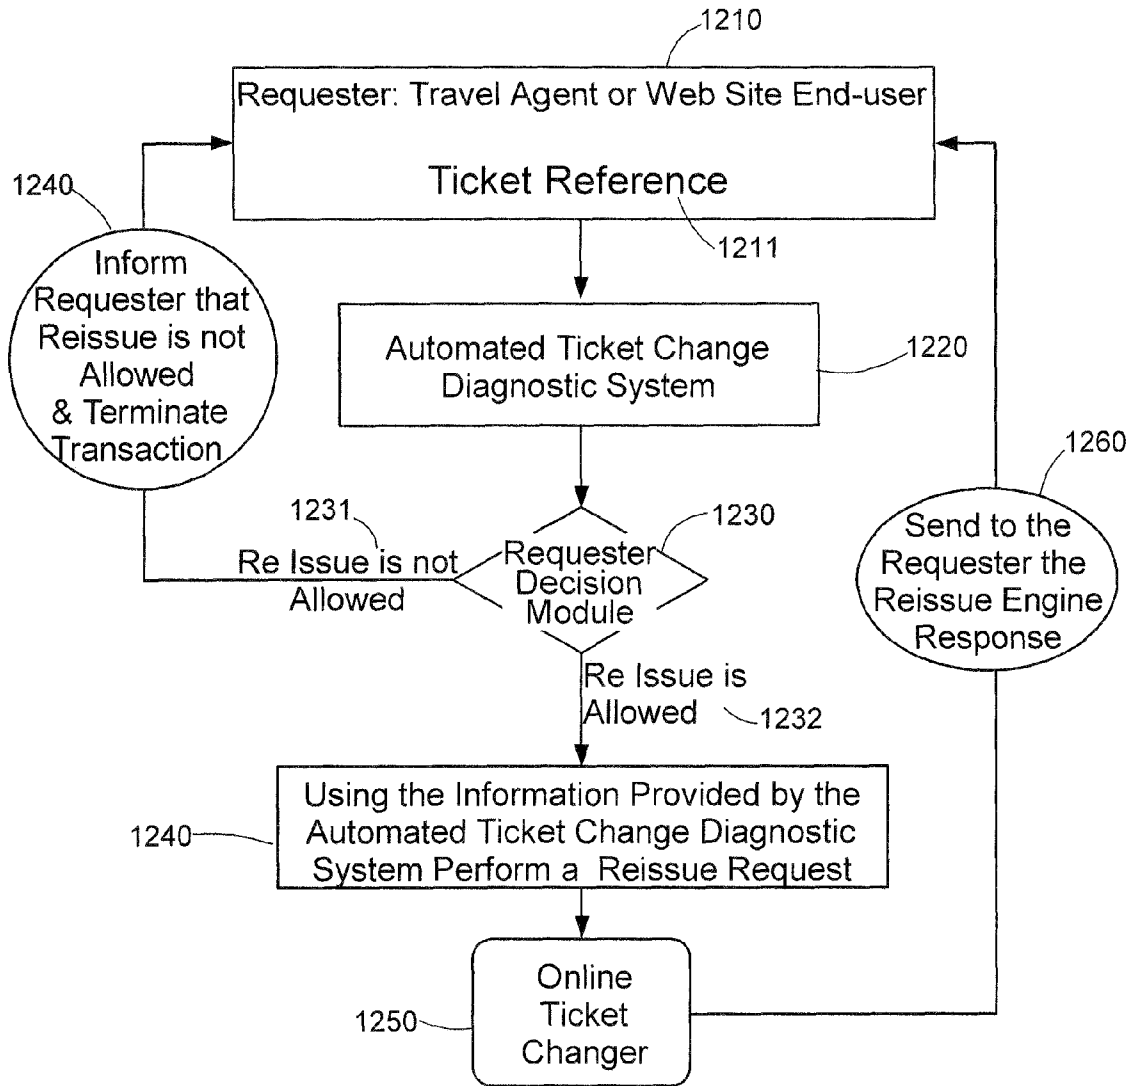 1210
Requester: Travel Agent or Web Site End-user
Ticket Reference
1211
1240
Inform
Requester that
Reissue is not
Allowed
& Terminate
Transaction
Automated Ticket Change
Diagnostic System
1220
1231
Re Issue is not
Allowed
1230
Requester
Decision
Module
1260
Send to the
Requester the
Reissue Engine
Response
Re Issue is
Allowed
1232
1240
Using the Information Provided by the
Automated Ticket Change Diagnostic
System Perform a Reissue Request
1250
Online
Ticket
Changer